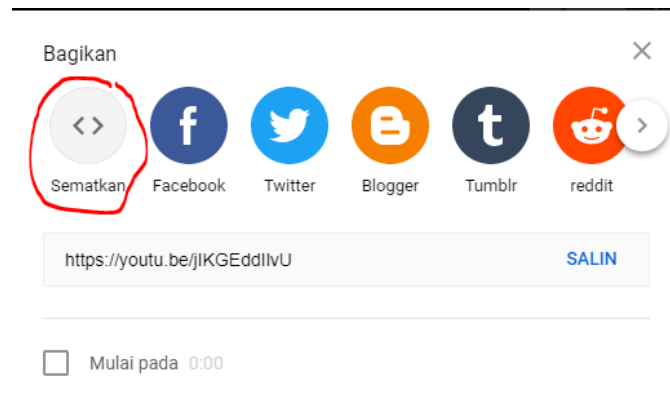 Bagikan
Sematkan Facebook Twitter Blogger Tumblr reddit
https://youtu.be/jIKGEddIlvU SALIN
Mulai pada 0:00